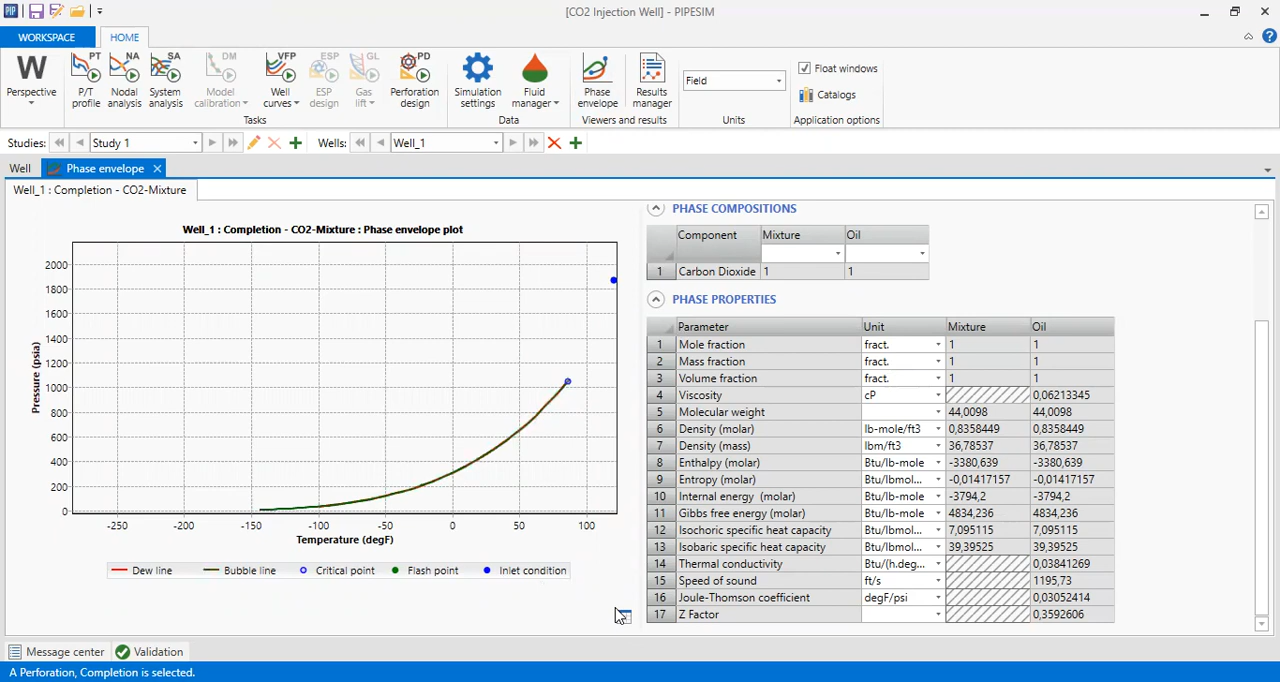 PIP
[CO2 Injection Well] - PIPESIM
WORKSPACE
HOME
W
Perspective
PT
P/T profile
NA
Nodal analysis
SA
System analysis
DM
Model calibration
VFP
Well curves
ESP
ESP design
GL
Gas lift
PD
Perforation design
Tasks
Simulation settings
Fluid manager
Data
Phase envelope
Results manager
Viewers and results
Field
Units
Float windows
Catalogs
Application options
Studies: Study 1
Wells: Well_1
Well
Phase envelope
Well_1 : Completion - CO2-Mixture
Well_1 : Completion - CO2-Mixture : Phase envelope plot
Pressure (psia)
2000
1800
1600
1400
1200
1000
800
600
400
200
0
-250 -200 -150 -100 -50 0 50 100
Temperature (degF)
Dew line Bubble line Critical point Flash point Inlet condition
PHASE COMPOSITIONS
Component Mixture Oil
1 Carbon Dioxide 1 1
PHASE PROPERTIES
Parameter Unit Mixture Oil
1 Mole fraction fract. 1 1
2 Mass fraction fract. 1 1
3 Volume fraction fract. 1 1
4 Viscosity cP 0,06213345
5 Molecular weight 44,0098 44,0098
6 Density (molar) lb-mole/ft3 0,8358449 0,8358449
7 Density (mass) lbm/ft3 36,78537 36,78537
8 Enthalpy (molar) Btu/lb-mole -3380,639 -3380,639
9 Entropy (molar) Btu/lbmol... -0,01417157 -0,01417157
10 Internal energy (molar) Btu/lb-mole -3794,2 -3794,2
11 Gibbs free energy (molar) Btu/lb-mole 4834,236 4834,236
12 Isochoric specific heat capacity Btu/lbmol... 7,095115 7,095115
13 Isobaric specific heat capacity Btu/lbmol... 39,39525 39,39525
14 Thermal conductivity Btu/(h.deg... 0,03841269
15 Speed of sound ft/s 1195,73
16 Joule-Thomson coefficient degF/psi 0,03052414
17 Z Factor 0,3592606
Message center
Validation
A Perforation, Completion is selected.